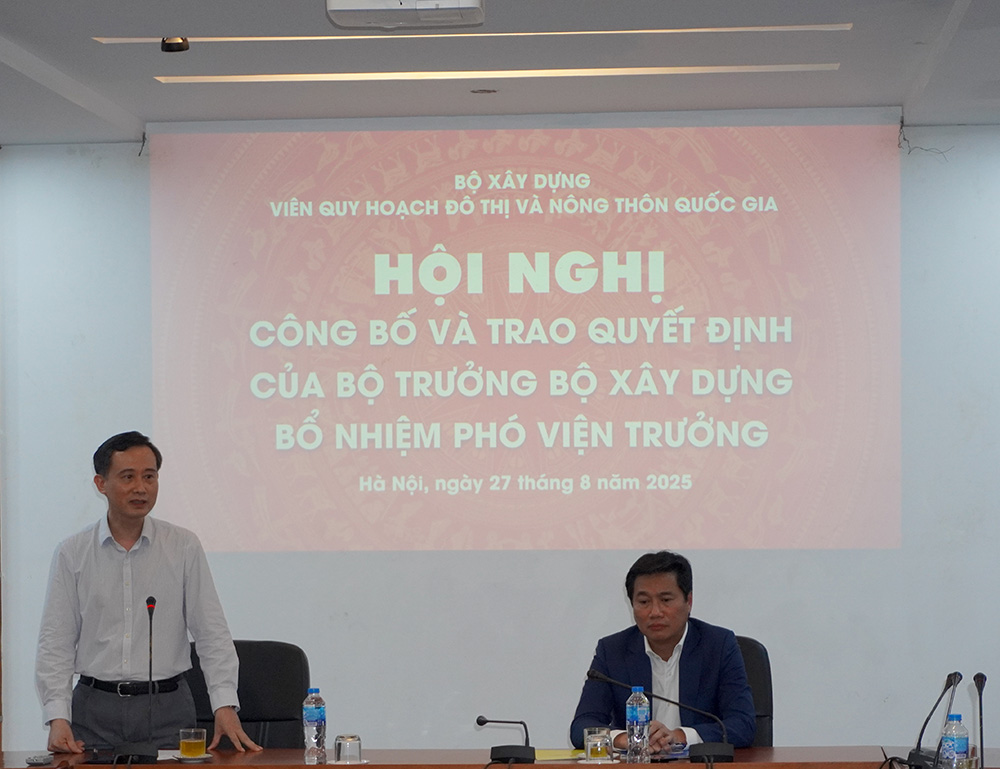 BỘ XÂY DỰNG
VIỆN QUY HOẠCH ĐÔ THỊ VÀ NÔNG THÔN QUỐC GIA
HỘI NGHỊ
CÔNG BỐ VÀ TRAO QUYẾT ĐỊNH
CỦA BỘ TRƯỞNG BỘ XÂY DỰNG
BỔ NHIỆM PHÓ VIỆN TRƯỞNG
Hà Nội, ngày 27 tháng 8 năm 2025